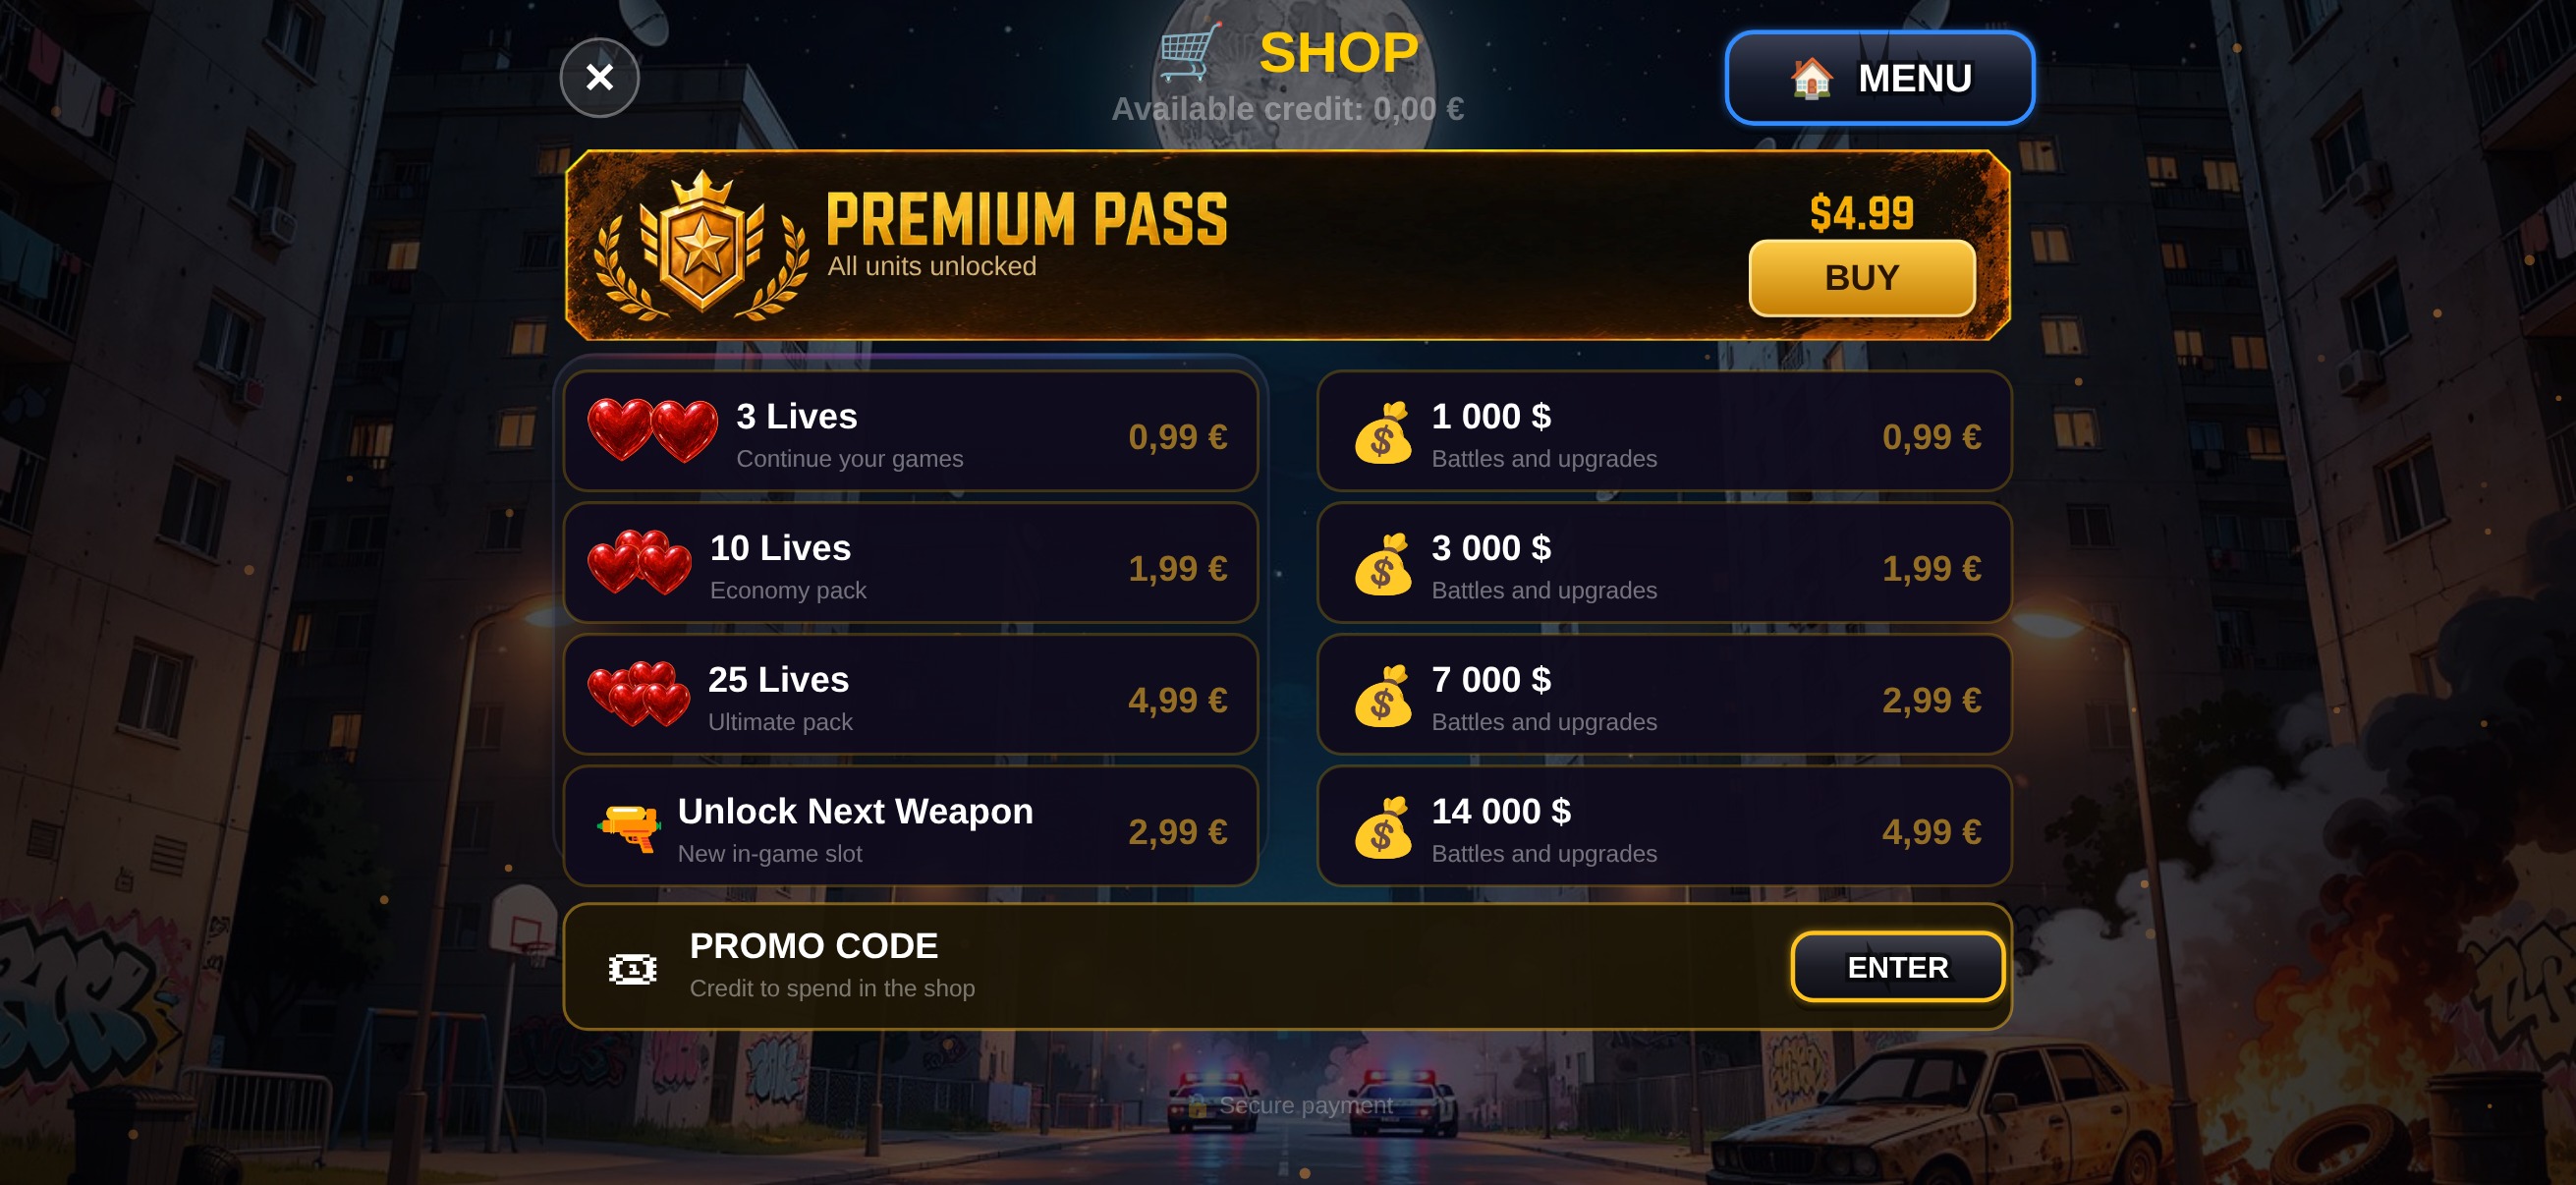 SHOP
Available credit: 0,00 €
MENU
PREMIUM PASS
All units unlocked
$4.99
BUY
3 Lives
Continue your games
0,99 €
1 000 $
Battles and upgrades
0,99 €
10 Lives
Economy pack
1,99 €
3 000 $
Battles and upgrades
1,99 €
25 Lives
Ultimate pack
4,99 €
7 000 $
Battles and upgrades
2,99 €
Unlock Next Weapon
New in-game slot
2,99 €
14 000 $
Battles and upgrades
4,99 €
PROMO CODE
Credit to spend in the shop
ENTER
Secure payment